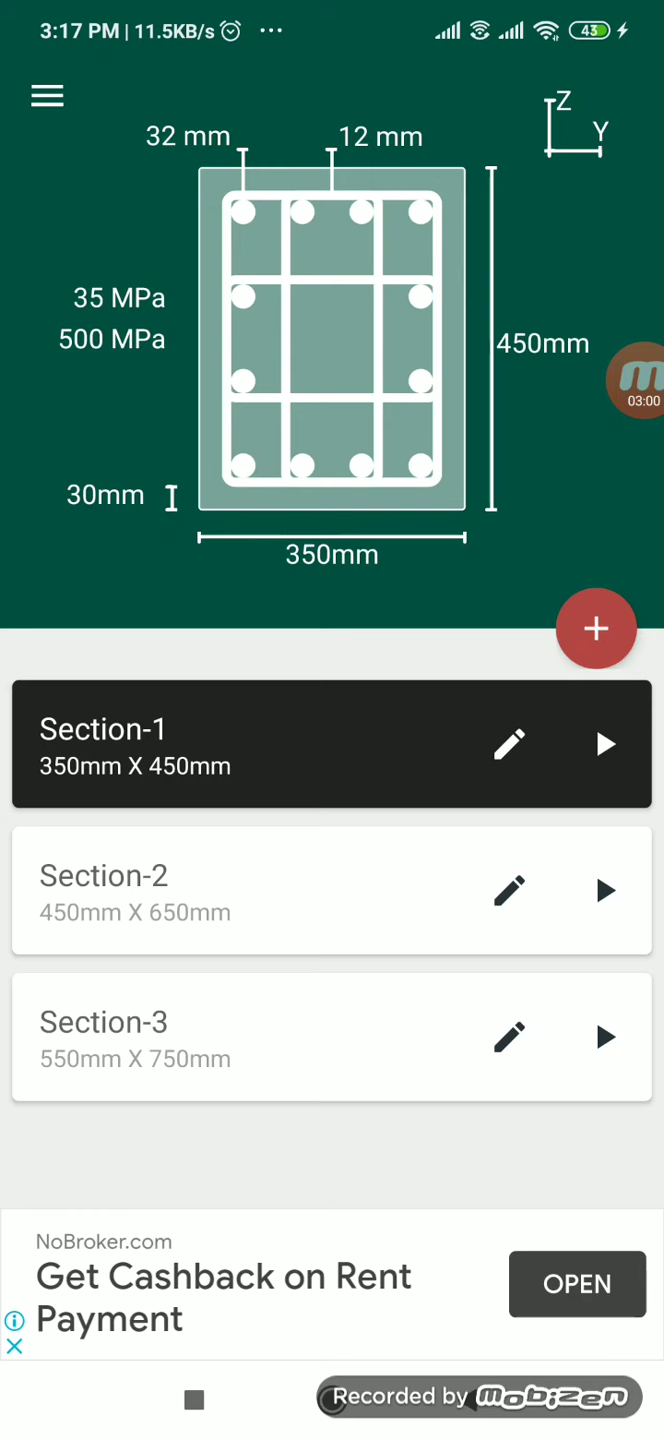 3:17 PM | 11.5KB/s ...
43
Z
32 mm
12 mm
Y
35 MPa
500 MPa
450mm
m
03:00
30mm
350mm
+
Section-1
350mm X 450mm
Section-2
450mm X 650mm
Section-3
550mm X 750mm
NoBroker.com
Get Cashback on Rent
Payment
OPEN
Recorded by mobizen